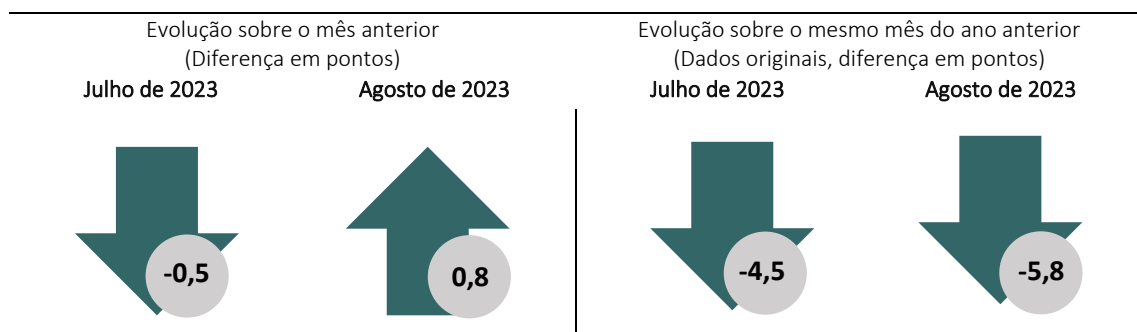 Evolução sobre o mês anterior
(Diferença em pontos)
Julho de 2023
Agosto de 2023
-0,5
0,8
Evolução sobre o mesmo mês do ano anterior
(Dados originais, diferença em pontos)
Julho de 2023
Agosto de 2023
-4,5
-5,8